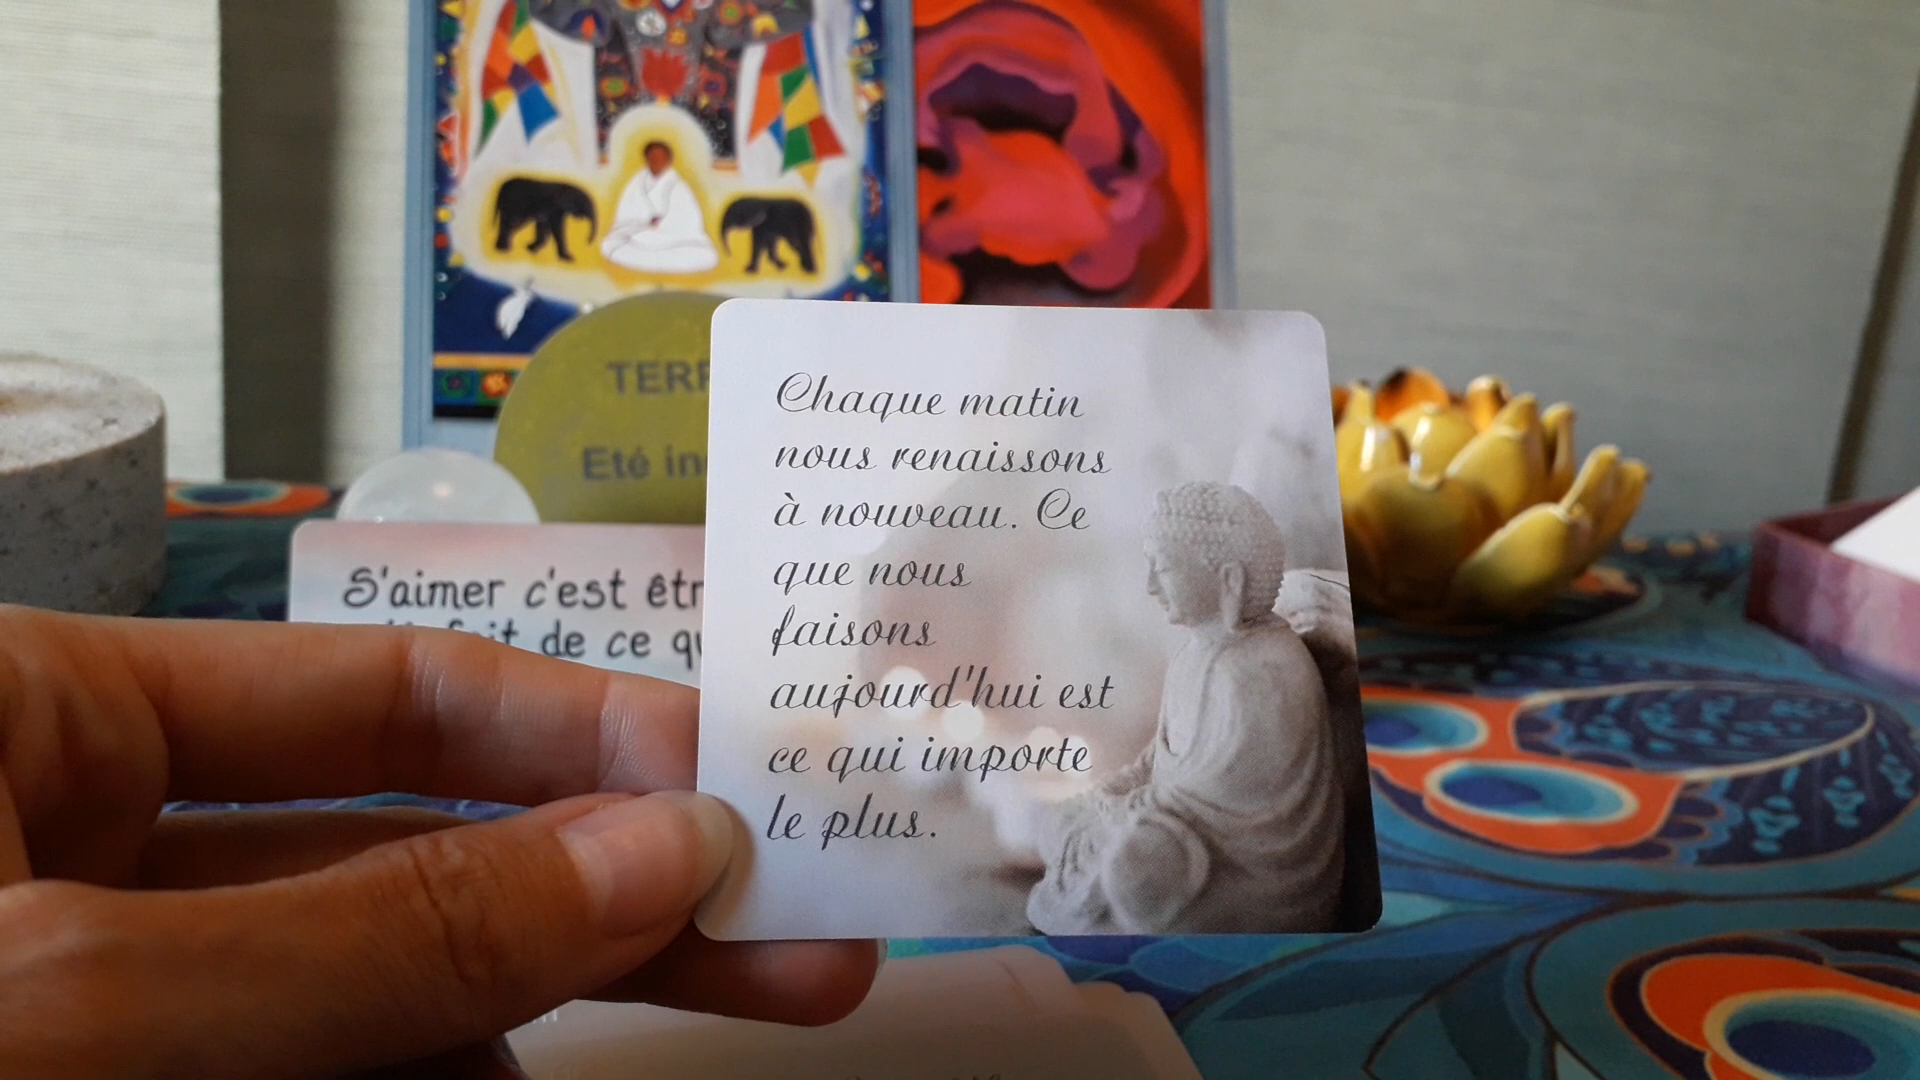 TERR
Eté in
S'aimer c'est êtr
de ce qu
Chaque matin
nous renaissons
à nouveau. Ce
que nous
faisons
aujourd'hui est
ce qui importe
le plus.